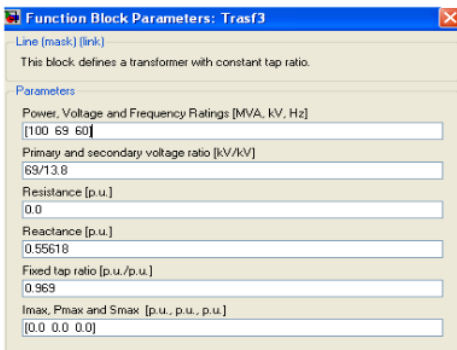 Function Block Parameters: Trasf3
Line (mask) (link)
This block defines a transformer with constant tap ratio.
Parameters
Power, Voltage and Frequency Ratings [MVA, kV, Hz]
[100 69 60]
Primary and secondary voltage ratio [kV/kV]
69/13.8
Resistance [p.u.]
0.0
Reactance [p.u.]
0.55618
Fixed tap ratio [p.u./p.u.]
0.969
Imax, Pmax and Smax [p.u., p.u., p.u.]
[0.0 0.0 0.0]